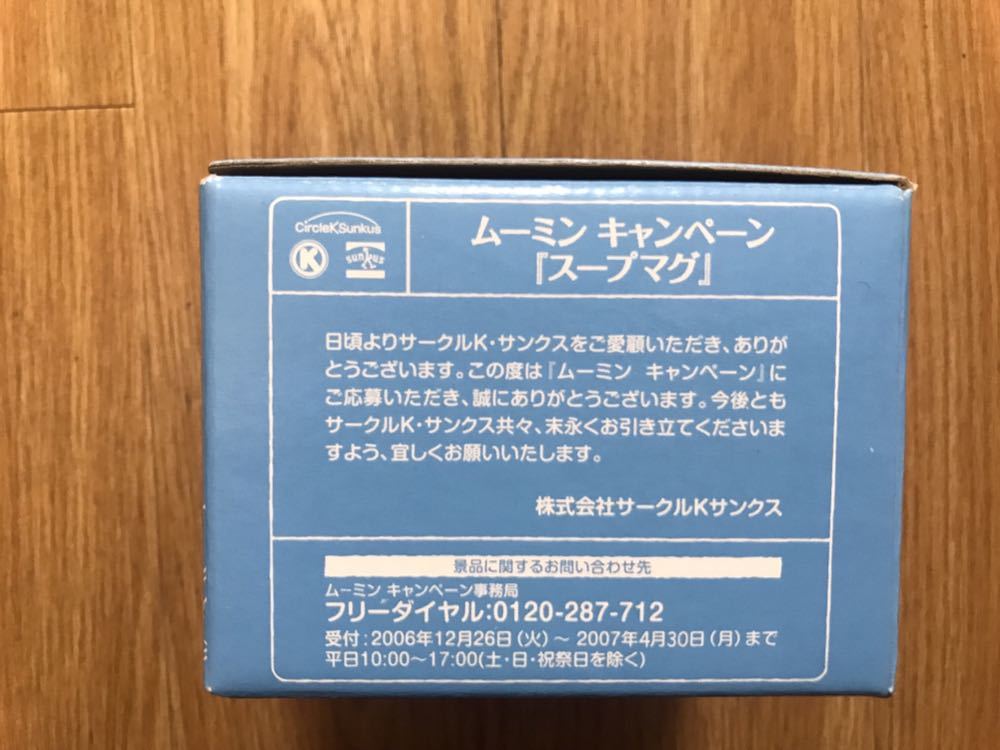 CircleKSunkus
K
sunkus
ムーミン キャンペーン
『スープマグ』
日頃よりサークルK・サンクスをご愛顧いただき、ありが
とうございます。この度は『ムーミン キャンペーン』に
ご応募いただき、誠にありがとうございます。今後とも
サークルK・サンクス共々、末永くお引き立てくださいま
すよう、宜しくお願いいたします。
株式会社サークルKサンクス
景品に関するお問い合わせ先
ムーミン キャンペーン事務局
フリーダイヤル:0120-287-712
受付:2006年12月26日(火)～2007年4月30日(月)まで
平日10:00～17:00(土・日・祝祭日を除く)